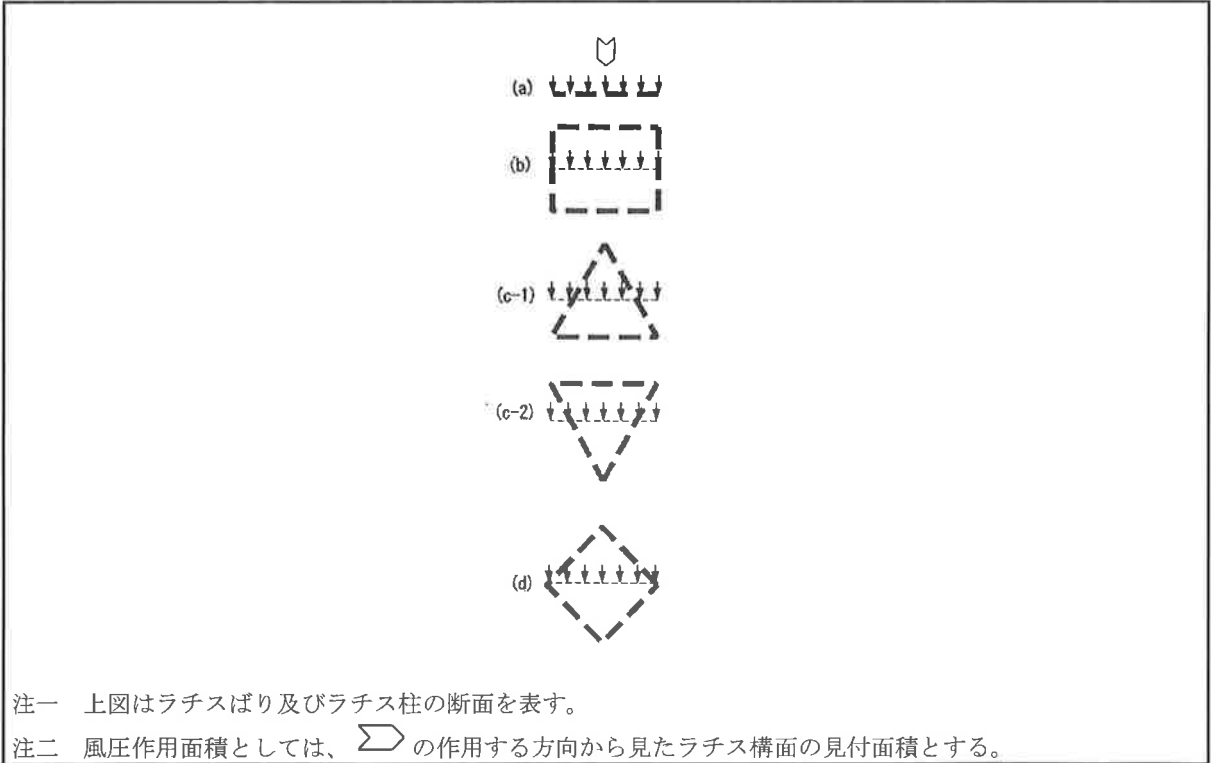 (a)
(b)
(c-1)
(c-2)
(d)
注一　上図はラチスばり及びラチス柱の断面を表す。
注二　風圧作用面積としては、 の作用する方向から見たラチス構面の見付面積とする。